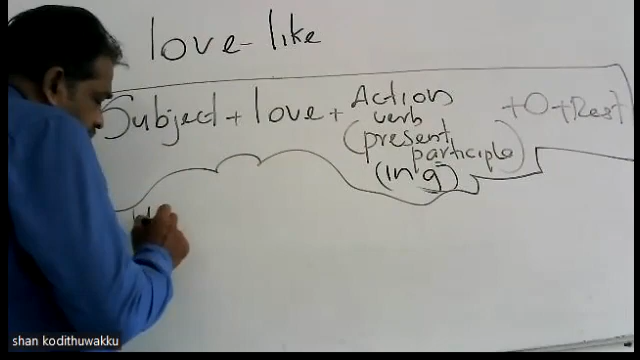 love - like
Subject + love + Action verb (present participle) (ing) + O + Rest
shan kodithuwakku